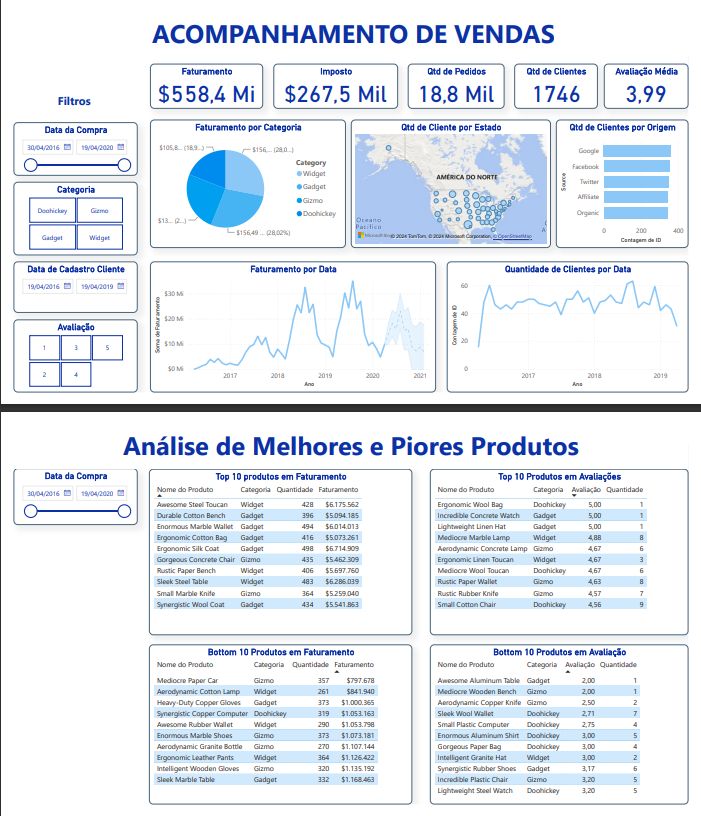 ACOMPANHAMENTO DE VENDAS
Faturamento
$558,4 Mi
Imposto
$267,5 Mil
Qtd de Pedidos
18,8 Mil
Qtd de Clientes
1746
Avaliação Média
3,99
Filtros
Data da Compra
30/04/2016 19/04/2020
Categoria
Doohickey Gizmo
Gadget Widget
Data de Cadastro Cliente
19/04/2016 19/04/2019
Avaliação
1 3 5
2 4
Faturamento por Categoria
$105,8... (18,9...)
$156,... (28,0...)
$13... (2...)
$156,49 ... (28,02%)
Category
Widget
Gadget
Gizmo
Doohickey
Qtd de Cliente por Estado
AMÉRICA DO NORTE
Oceano
Pacífico
© 2024 TomTom, © 2024 Microsoft Corporation, © OpenStreetMap
Qtd de Clientes por Origem
Source
Google
Facebook
Twitter
Affiliate
Organic
0 200 400
Contagem de ID
Faturamento por Data
Soma de Faturamento
$30 Mi
$20 Mi
$10 Mi
$0 Mi
2017 2018 2019 2020 2021
Ano
Quantidade de Clientes por Data
Contagem de ID
60
40
20
0
2017 2018 2019
Ano
Análise de Melhores e Piores Produtos
Data da Compra
30/04/2016 19/04/2020
Top 10 produtos em Faturamento
Nome do Produto Categoria Quantidade Faturamento
Awesome Steel Toucan Widget 428 $6.175.562
Durable Cotton Bench Gadget 396 $5.094.185
Enormous Marble Wallet Gadget 494 $6.014.013
Ergonomic Cotton Bag Gadget 416 $5.073.261
Ergonomic Silk Coat Gadget 498 $6.714.909
Gorgeous Concrete Chair Gizmo 435 $5.462.309
Rustic Paper Bench Widget 406 $5.697.760
Sleek Steel Table Widget 483 $6.286.039
Small Marble Knife Gizmo 364 $5.259.040
Synergistic Wool Coat Gadget 434 $5.541.863
Top 10 Produtos em Avaliações
Nome do Produto Categoria Avaliação Quantidade
Ergonomic Wool Bag Doohickey 5,00 1
Incredible Concrete Watch Gadget 5,00 1
Lightweight Linen Hat Gadget 5,00 1
Mediocre Marble Lamp Widget 4,88 8
Aerodynamic Concrete Lamp Gizmo 4,67 6
Ergonomic Linen Toucan Widget 4,67 3
Mediocre Wool Toucan Doohickey 4,67 6
Rustic Paper Wallet Gizmo 4,63 8
Rustic Rubber Knife Gizmo 4,57 7
Small Cotton Chair Doohickey 4,56 9
Bottom 10 Produtos em Faturamento
Nome do Produto Categoria Quantidade Faturamento
Mediocre Paper Car Gizmo 357 $797.678
Aerodynamic Cotton Lamp Widget 261 $841.940
Heavy-Duty Copper Gloves Gadget 373 $1.000.365
Synergistic Copper Computer Doohickey 319 $1.053.163
Awesome Rubber Wallet Widget 290 $1.053.798
Enormous Marble Shoes Gizmo 373 $1.073.181
Aerodynamic Granite Bottle Gizmo 270 $1.107.144
Ergonomic Leather Pants Widget 364 $1.126.422
Intelligent Wooden Gloves Gizmo 320 $1.135.192
Sleek Marble Table Gadget 332 $1.168.463
Bottom 10 Produtos em Avaliação
Nome do Produto Categoria Avaliação Quantidade
Awesome Aluminum Table Gadget 2,00 1
Mediocre Wooden Bench Gizmo 2,00 1
Aerodynamic Copper Knife Gizmo 2,50 2
Sleek Wool Wallet Doohickey 2,71 7
Small Plastic Computer Doohickey 2,75 4
Enormous Aluminum Shirt Doohickey 3,00 5
Gorgeous Paper Bag Doohickey 3,00 4
Intelligent Granite Hat Widget 3,00 2
Synergistic Rubber Shoes Gadget 3,17 6
Incredible Plastic Chair Gizmo 3,20 5
Lightweight Steel Watch Doohickey 3,20 5